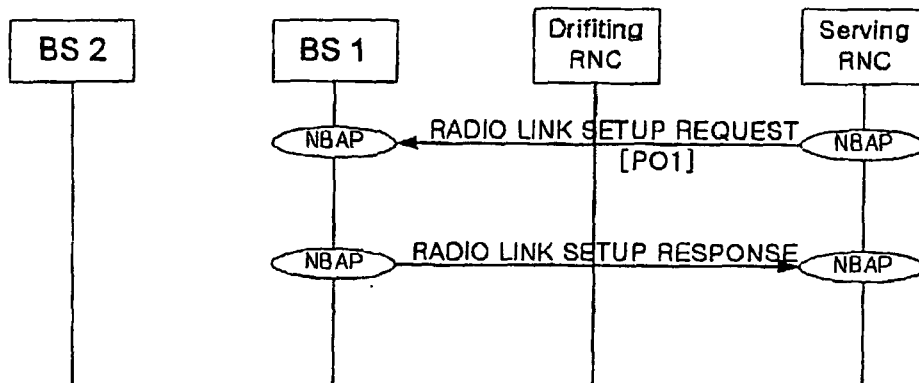 BS 2
BS 1
Drifiting
RNC
Serving
RNC
NBAP
RADIO LINK SETUP REQUEST
[PO1]
NBAP
NBAP
RADIO LINK SETUP RESPONSE
NBAP